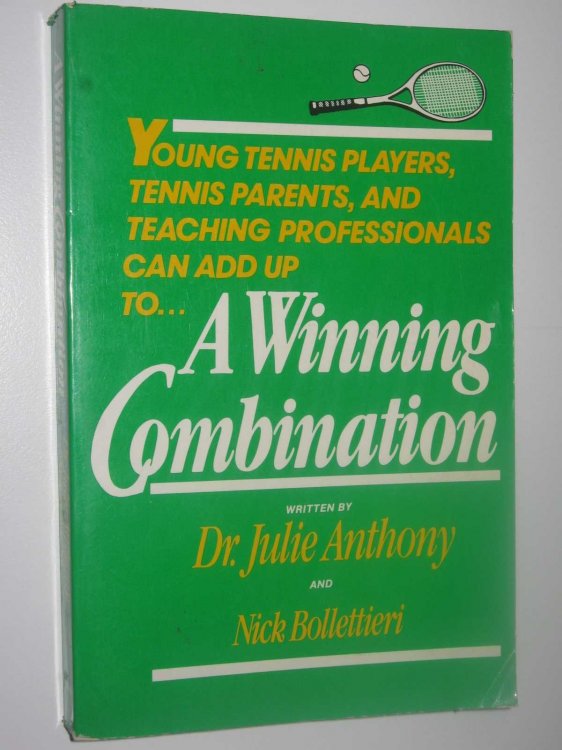 Young Tennis Players,
Tennis Parents, and
Teaching Professionals
Can Add Up
To...
A Winning
Combination
WRITTEN BY
Dr. Julie Anthony
AND
Nick Bollettieri